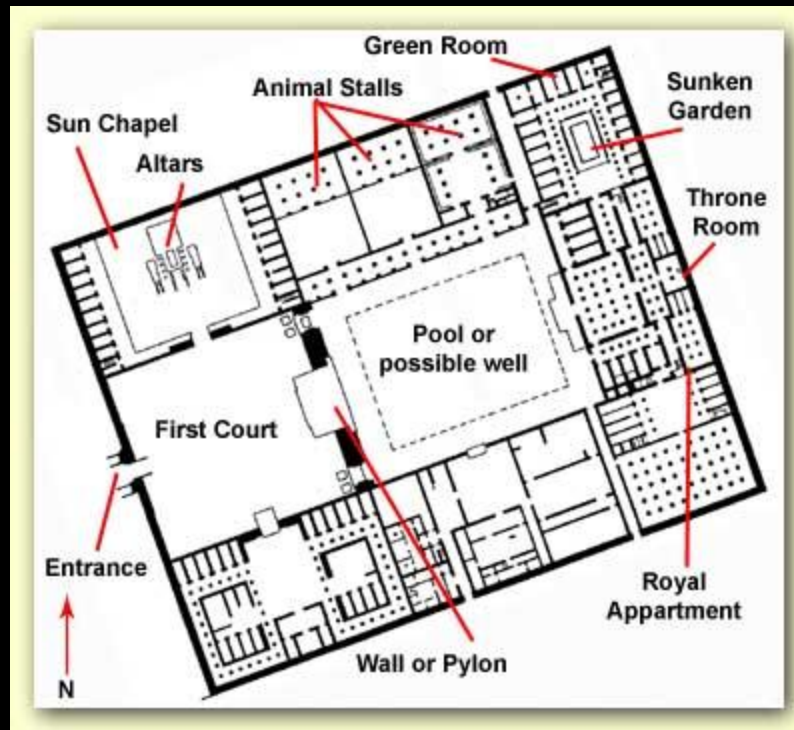 Green Room
Animal Stalls
Sunken
Garden
Sun Chapel
Altars
Throne
Room
Pool or
possible well
First Court
Entrance
Royal
Appartment
Wall or Pylon
N